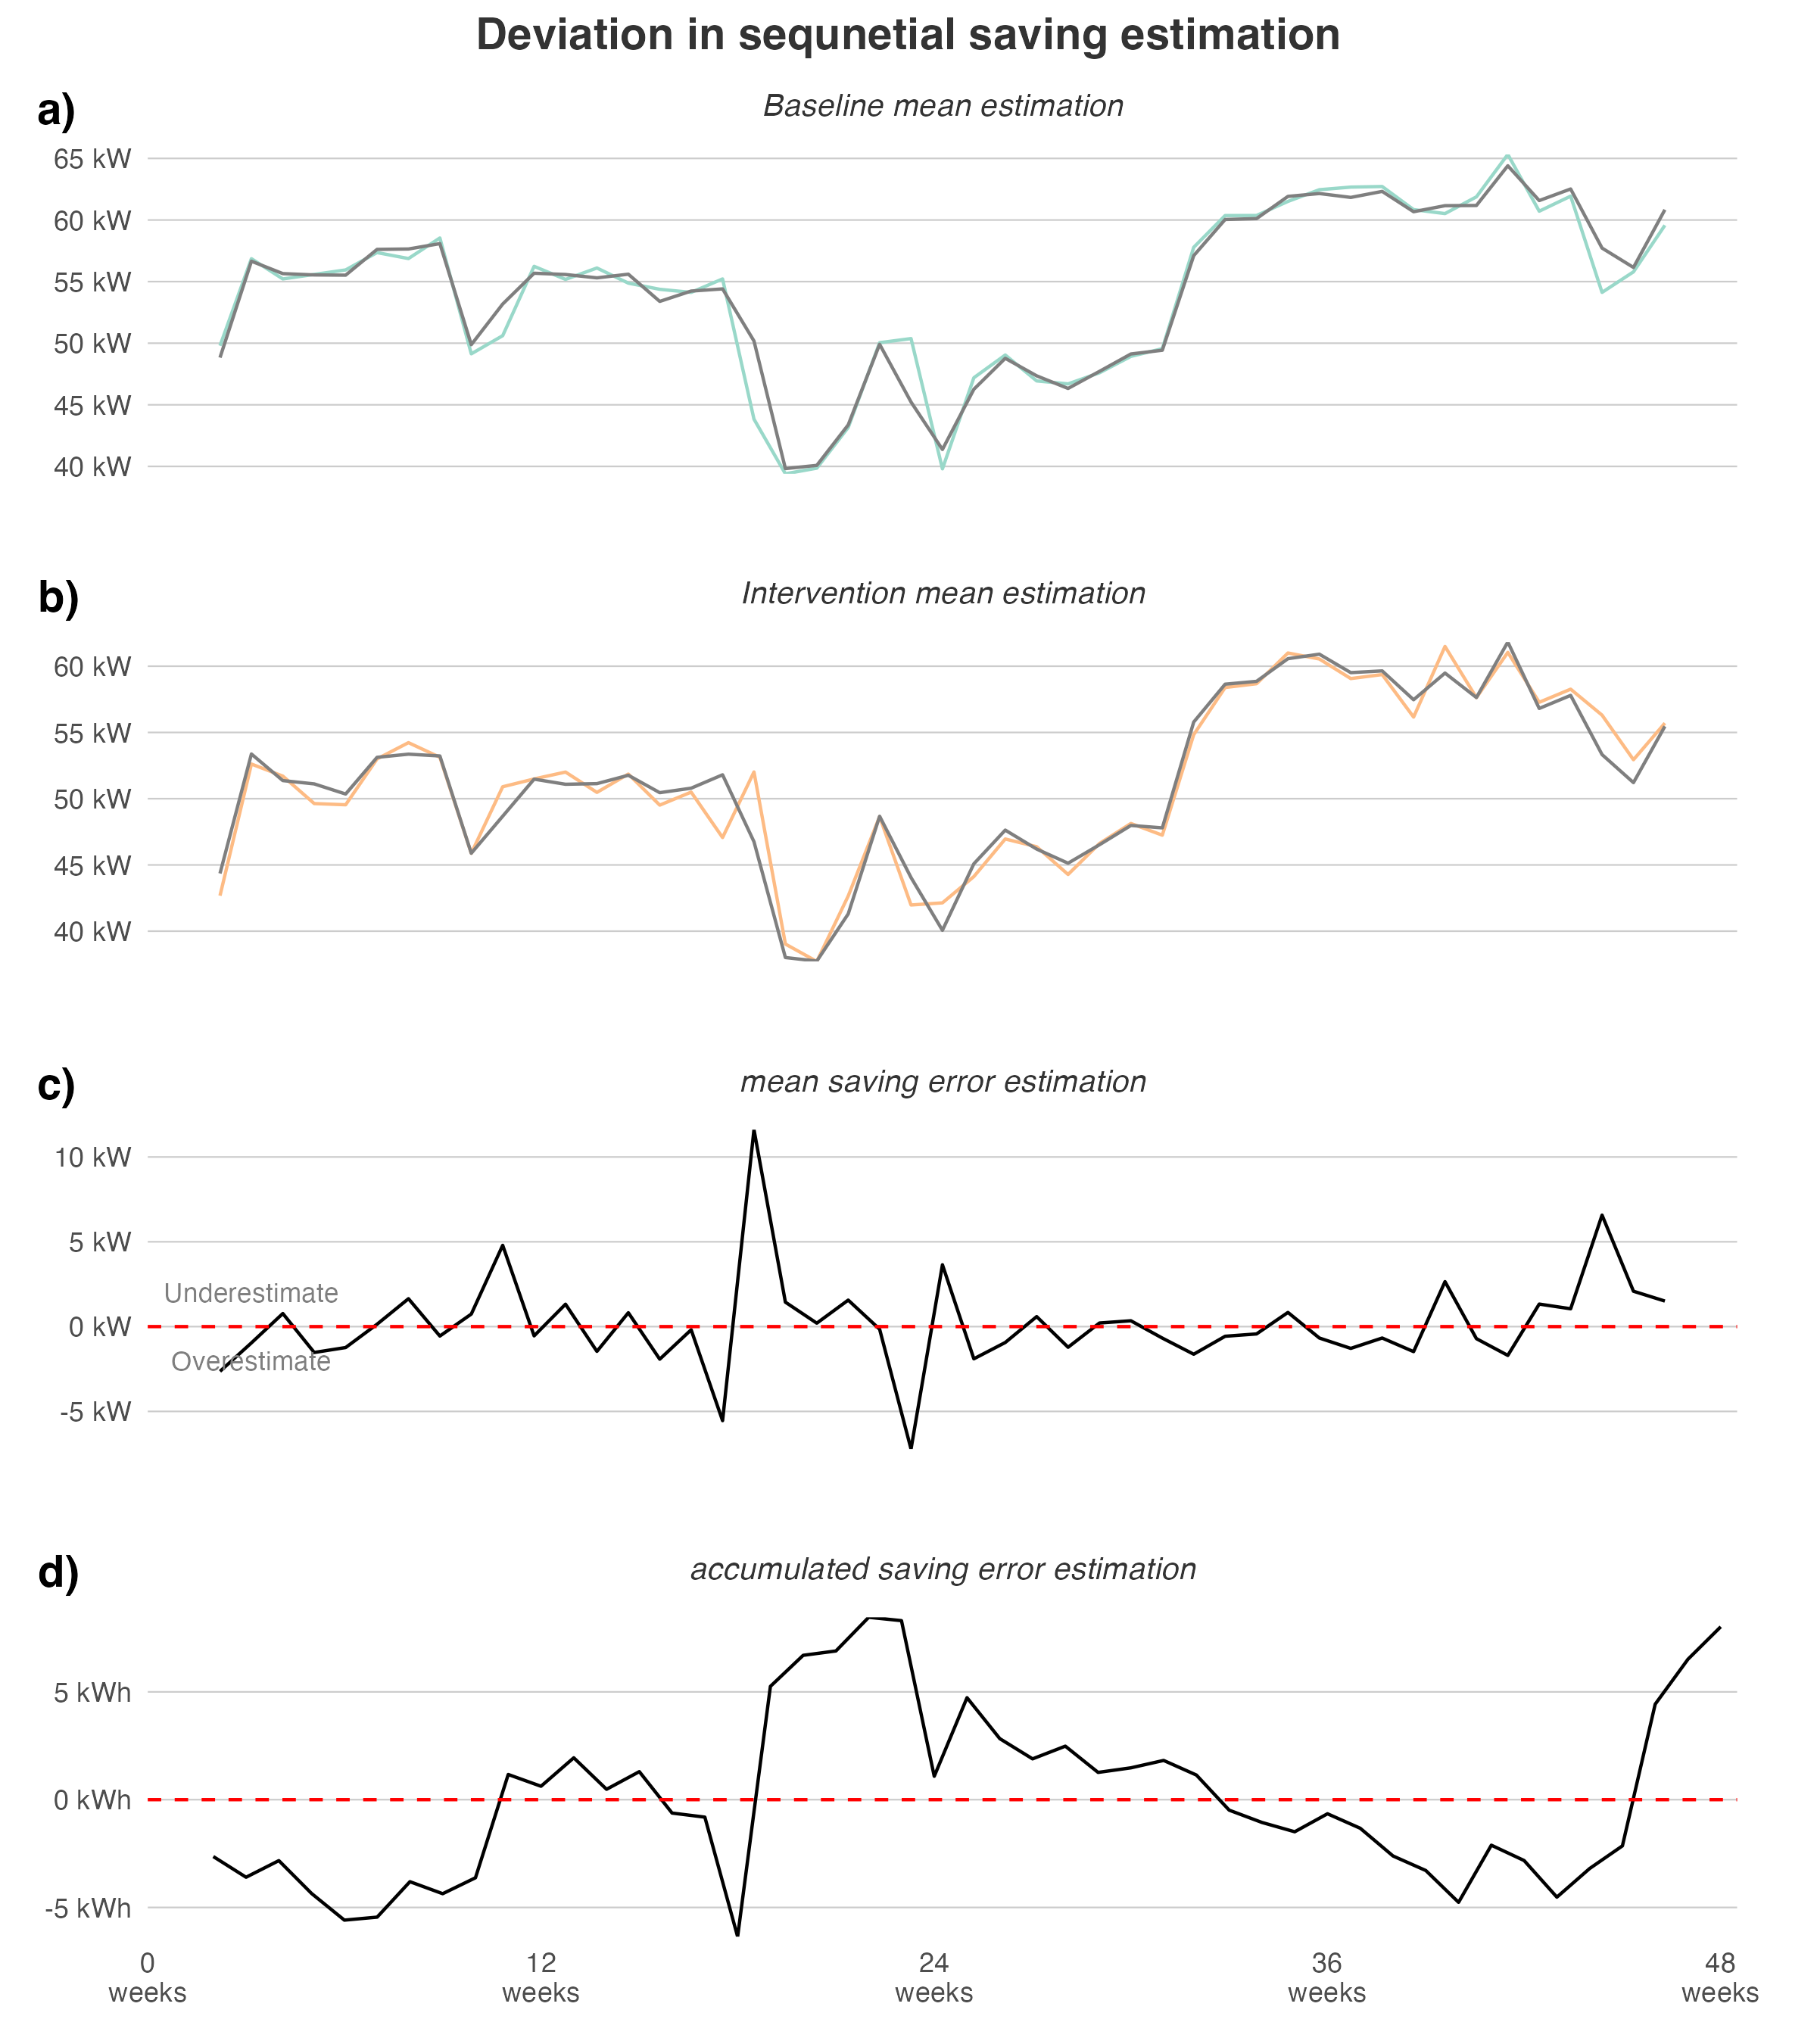 Deviation in sequnetial saving estimation
a)
Baseline mean estimation
65 kW
60 kW
55 kW
50 kW
45 kW
40 kW
b)
Intervention mean estimation
60 kW
55 kW
50 kW
45 kW
40 kW
c)
mean saving error estimation
10 kW
5 kW
Underestimate
0 kW
Overestimate
-5 kW
d)
accumulated saving error estimation
5 kWh
0 kWh
-5 kWh
0 12 24 36 48
weeks weeks weeks weeks weeks